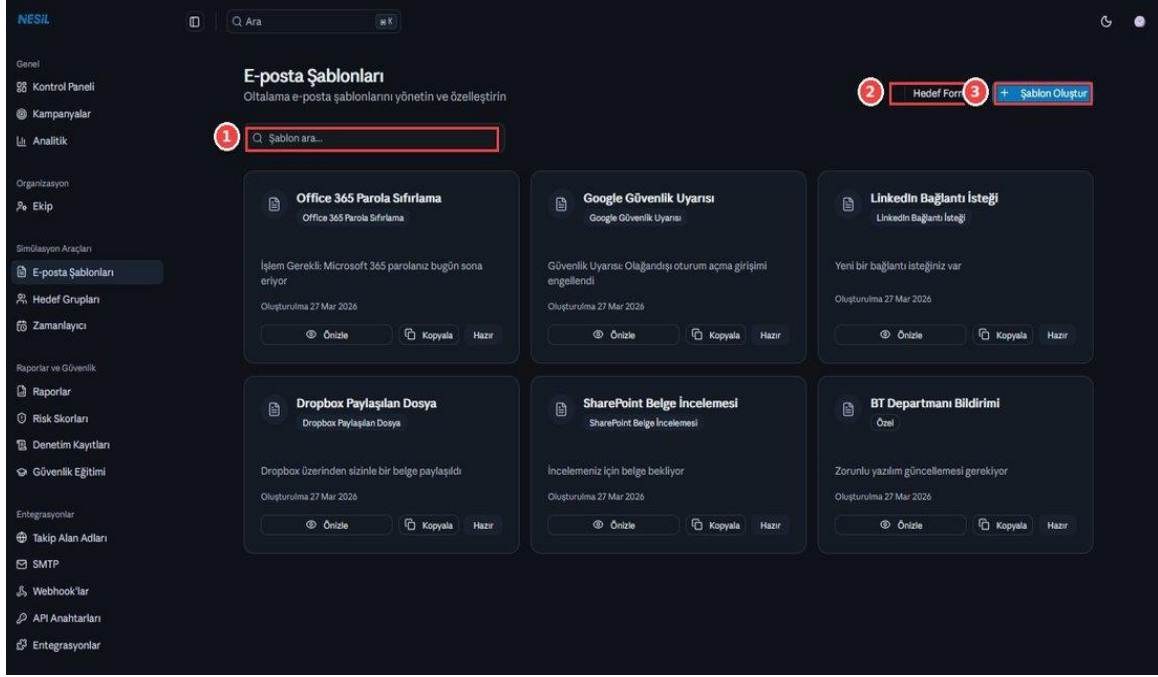 NESİL
Ara
⌘ K
Genel
Kontrol Paneli
Kampanyalar
Analitik
Organizasyon
Ekip
Simülasyon Araçları
E-posta Şablonları
Hedef Grupları
Zamanlayıcı
Raporlar ve Güvenlik
Raporlar
Risk Skorları
Denetim Kayıtları
Güvenlik Eğitimi
Entegrasyonlar
Takip Alan Adları
SMTP
Webhook'lar
API Anahtarları
Entegrasyonlar
E-posta Şablonları
Oltalama e-posta şablonlarını yönetin ve özelleştirin
2 Hedef For 3 + Şablon Oluştur
1 Şablon ara...
Office 365 Parola Sıfırlama
Office 365 Parola Sıfırlama
İşlem Gerekli: Microsoft 365 parolanız bugün sona
eriyor
Oluşturulma 27 Mar 2026
Önizle Kopyala Hazır
Google Güvenlik Uyarısı
Google Güvenlik Uyarısı
Güvenlik Uyarısı: Olağandışı oturum açma girişimi
engellendi
Oluşturulma 27 Mar 2026
Önizle Kopyala Hazır
LinkedIn Bağlantı İsteği
LinkedIn Bağlantı İsteği
Yeni bir bağlantı isteğiniz var
Oluşturulma 27 Mar 2026
Önizle Kopyala Hazır
Dropbox Paylaşılan Dosya
Dropbox Paylaşılan Dosya
Dropbox üzerinden sizinle bir belge paylaşıldı
Oluşturulma 27 Mar 2026
Önizle Kopyala Hazır
SharePoint Belge İncelemesi
SharePoint Belge İncelemesi
İncelemeniz için belge bekliyor
Oluşturulma 27 Mar 2026
Önizle Kopyala Hazır
BT Departmanı Bildirimi
Özel
Zorunlu yazılım güncellemesi gerekiyor
Oluşturulma 27 Mar 2026
Önizle Kopyala Hazır